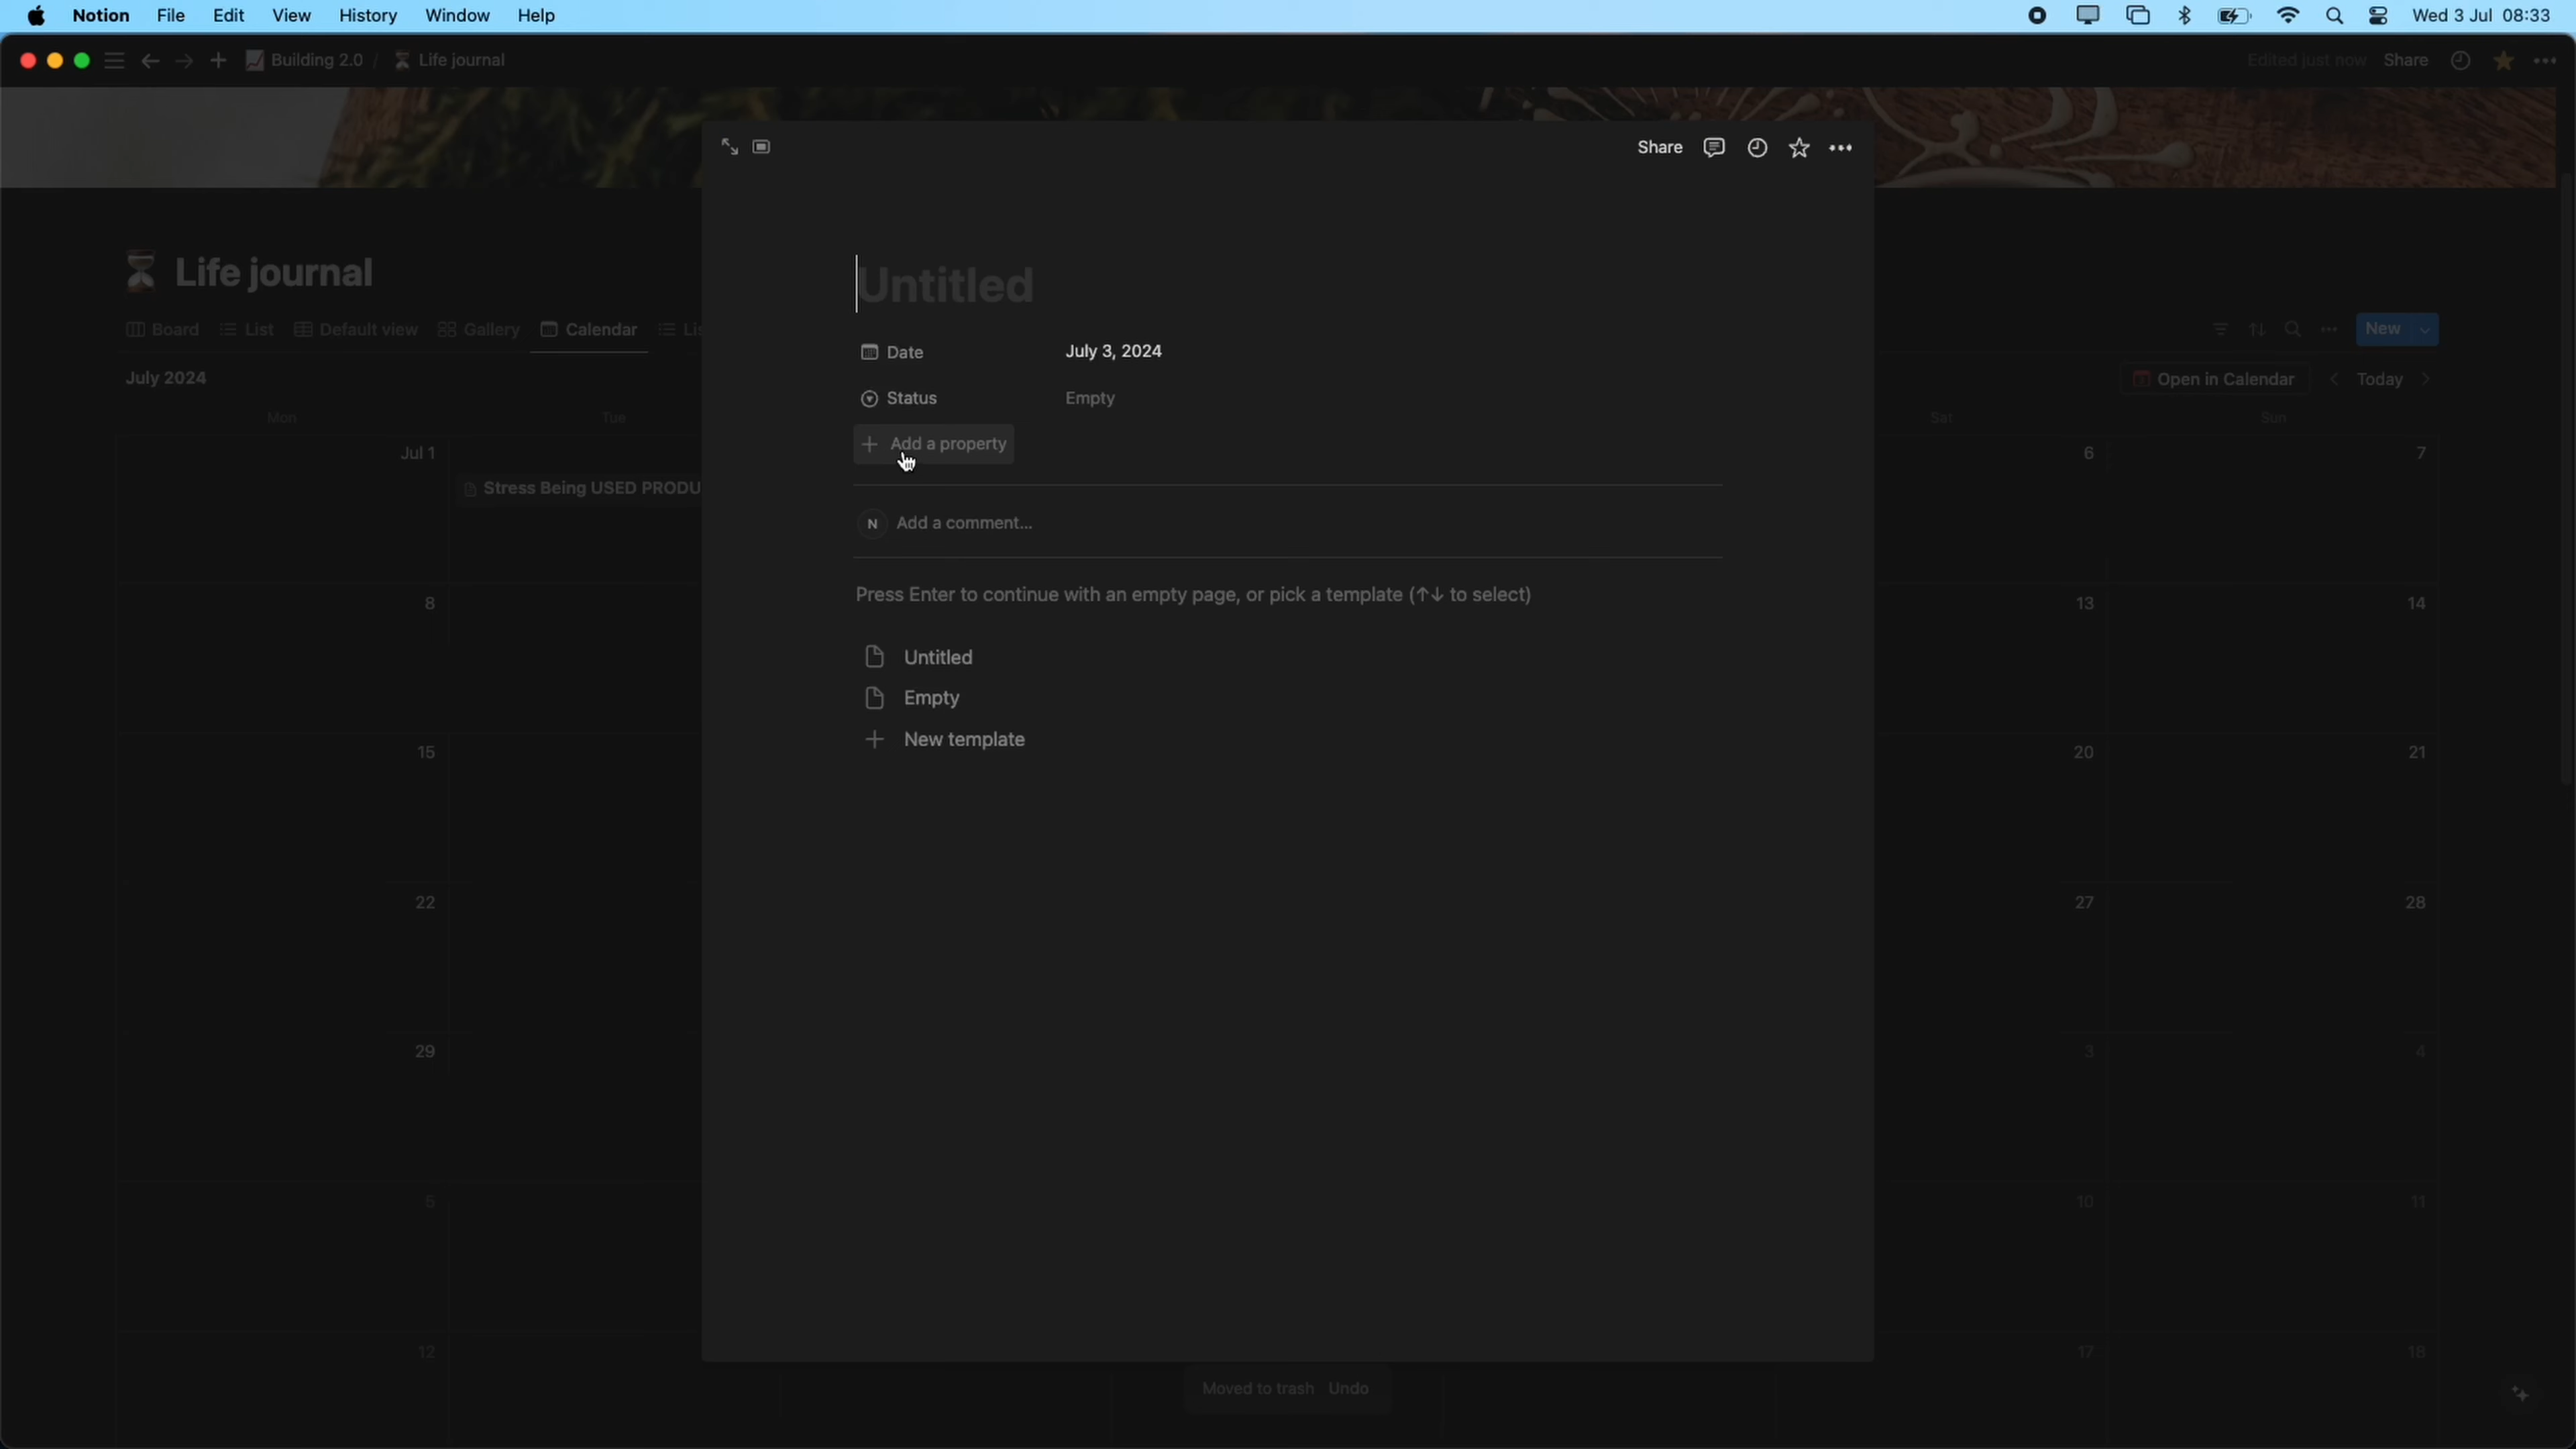 Notion File Edit View History Window Help Wed 3 Jul 08:33
Building 2.0 / Life journal Edited just now Share
Share
Life journal
Untitled
Board List Default view Gallery Calendar New
Date July 3, 2024
July 2024 Open in Calendar Today
Status Empty
Mon Tue Sat Sun
Add a property
Jul 1 6 7
Stress Being USED PRODU
N Add a comment...
Press Enter to continue with an empty page, or pick a template (↑↓ to select)
8 13 14
Untitled
Empty
New template
15 20 21
22 27 28
29 3 4
5 10 11
12 17 18
Moved to trash Undo